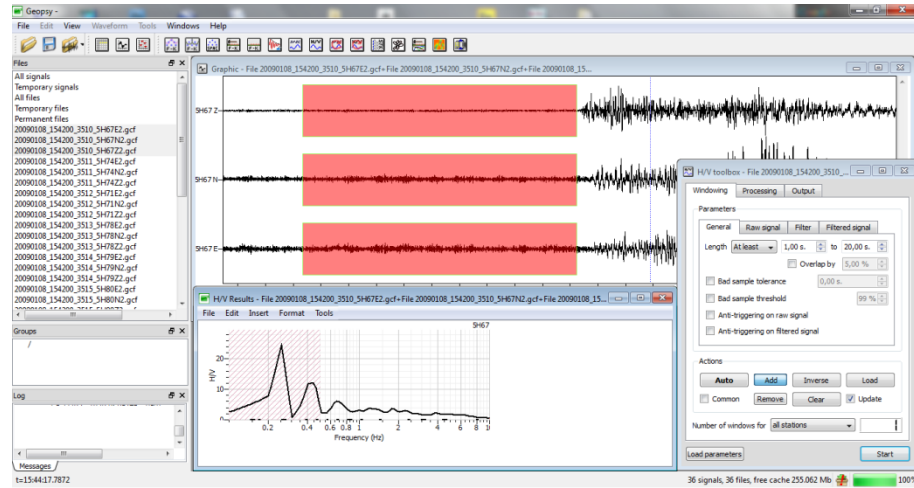 Geopsy -
File Edit View Waveform Tools Windows Help
Files
All signals
Temporary signals
All files
Temporary files
Permanent files
20090108_154200_3510_5H67E2.gcf
20090108_154200_3510_5H67N2.gcf
20090108_154200_3510_5H67Z2.gcf
20090108_154200_3511_5H74E2.gcf
20090108_154200_3511_5H74N2.gcf
20090108_154200_3511_5H74Z2.gcf
20090108_154200_3512_5H71E2.gcf
20090108_154200_3512_5H71N2.gcf
20090108_154200_3512_5H71Z2.gcf
20090108_154200_3513_5H78E2.gcf
20090108_154200_3513_5H78N2.gcf
20090108_154200_3513_5H78Z2.gcf
20090108_154200_3514_5H79E2.gcf
20090108_154200_3514_5H79N2.gcf
20090108_154200_3514_5H79Z2.gcf
20090108_154200_3515_5H80E2.gcf
20090108_154200_3515_5H80N2.gcf
Groups
/
Log
Messages
t=15:44:17.7872
Graphic - File 20090108_154200_3510_5H67E2.gcf+File 20090108_154200_3510_5H67N2.gcf+File 20090108_15...
5H67 Z
5H67 N
5H67 E
H/V Results - File 20090108_154200_3510_5H67E2.gcf+File 20090108_154200_3510_5H67N2.gcf+File 20090108_15...
File Edit Insert Format Tools
5H67
H/V
20
10
0.2 0.4 0.6 0.8 1 2 4 6 8
Frequency (Hz)
H/V toolbox - File 20090108_154200_3510_...
Windowing Processing Output
Parameters
General Raw signal Filter Filtered signal
Length At least 1,00 s. to 20,00 s.
Overlap by 5,00 %
Bad sample tolerance 0,00 s.
Bad sample threshold 99 %
Anti-triggering on raw signal
Anti-triggering on filtered signal
Actions
Auto Add Inverse Load
Common Remove Clear Update
Number of windows for all stations
Load parameters Start
36 signals, 36 files, free cache 255.062 Mb 100%